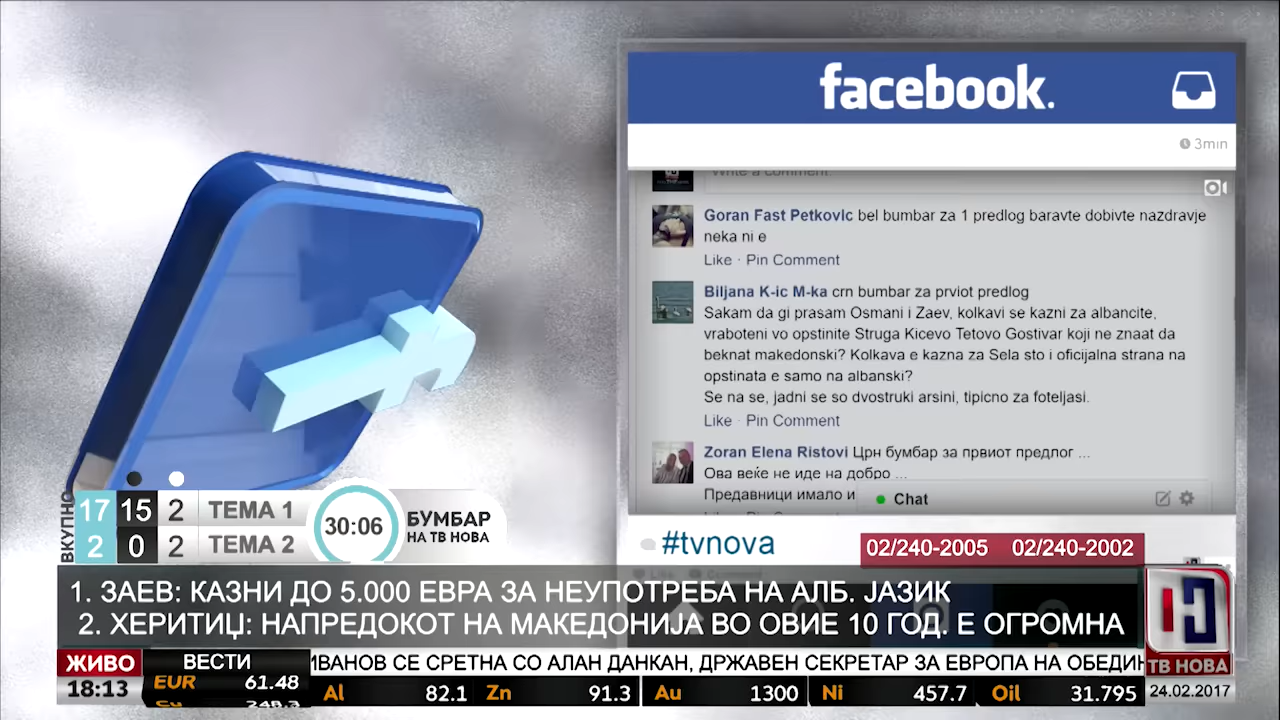 facebook.
3min
Write a comment.
Goran Fast Petkovic bel bumbar za 1 predlog baravte dobivte nazdravje
neka ni e
Like · Pin Comment
Biljana K-ic M-ka crn bumbar za prviot predlog
Sakam da gi prasam Osmani i Zaev, kolkavi se kazni za albancite,
vraboteni vo opstinite Struga Kicevo Tetovo Gostivar koji ne znaat da
beknat makedonski? Kolkava e kazna za Sela sto i oficijalna strana na
opstinata e samo na albanski?
Se na se, jadni se so dvostruki arsini, tipicno za foteljasi.
Like · Pin Comment
Zoran Elena Ristovi Црн бумбар за првиот предлог ...
Ова веќе не иде на добро ...
Предавници имало и
Chat
ВКУПНО
17 15 2 ТЕМА 1
2 0 2 ТЕМА 2
30:06
БУМБАР
НА ТВ НОВА
#tvnova
02/240-2005 02/240-2002
1. ЗАЕВ: КАЗНИ ДО 5.000 ЕВРА ЗА НЕУПОТРЕБА НА АЛБ. ЈАЗИК
2. ХЕРИТИЏ: НАПРЕДОКОТ НА МАКЕДОНИЈА ВО ОВИЕ 10 ГОД. Е ОГРОМНА
ЖИВО
18:13
ВЕСТИ
ИВАНОВ СЕ СРЕТНА СО АЛАН ДАНКАН, ДРЖАВЕН СЕКРЕТАР ЗА ЕВРОПА НА ОБЕДИН
EUR 61.48
Al 82.1 Zn 91.3 Au 1300 Ni 457.7 Oil 31.795
ТВ НОВА
24.02.2017